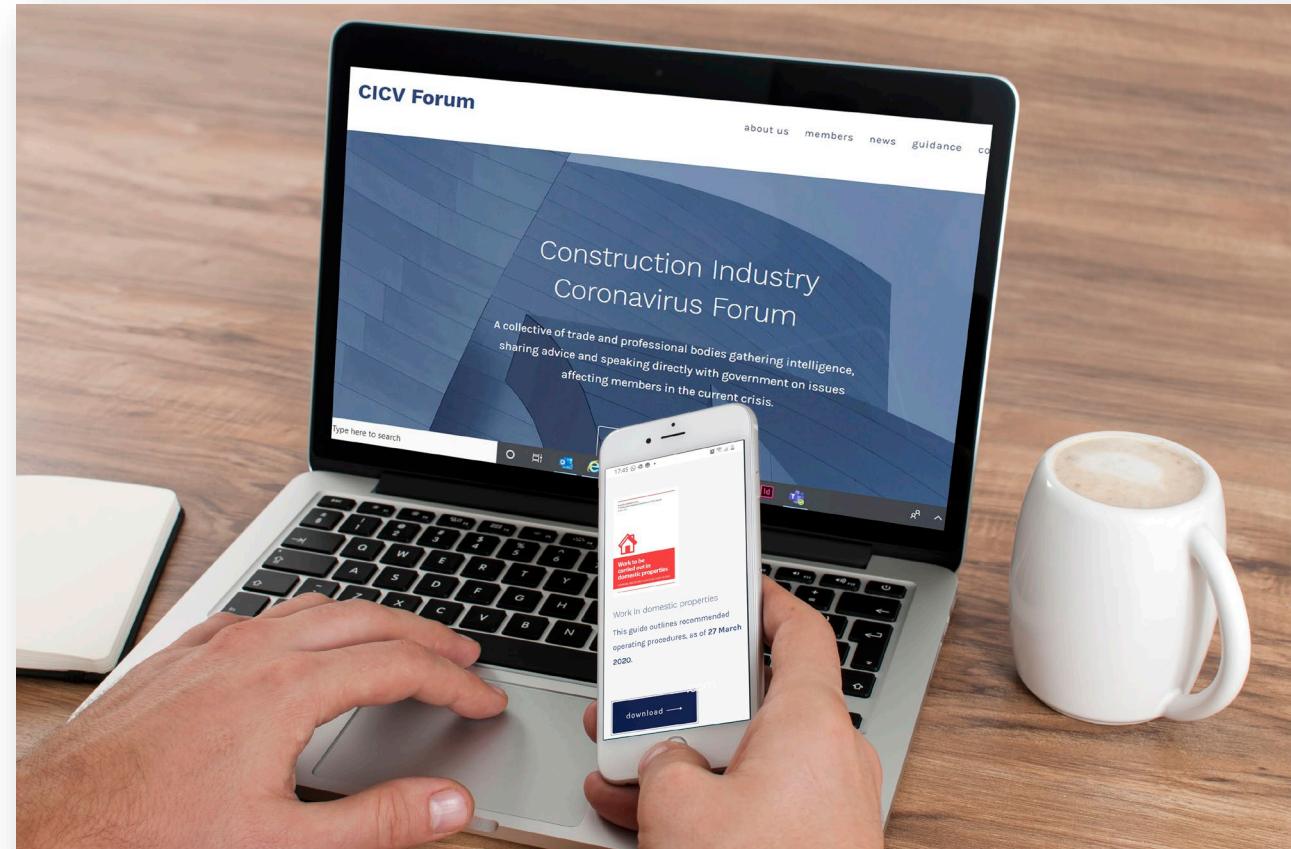 CICV Forum
about us members news guidance
Construction Industry
Coronavirus Forum
A collective of trade and professional bodies gathering intelligence,
sharing advice and speaking directly with government on issues
affecting members in the current crisis.
Type here to search
Id
17:45
Work to be
carried out in
domestic properties
Work in domestic properties
This guide outlines recommended
operating procedures, as of 27 March
2020.
download
Q W E R T Y
A S D F G H
Z X C V B N